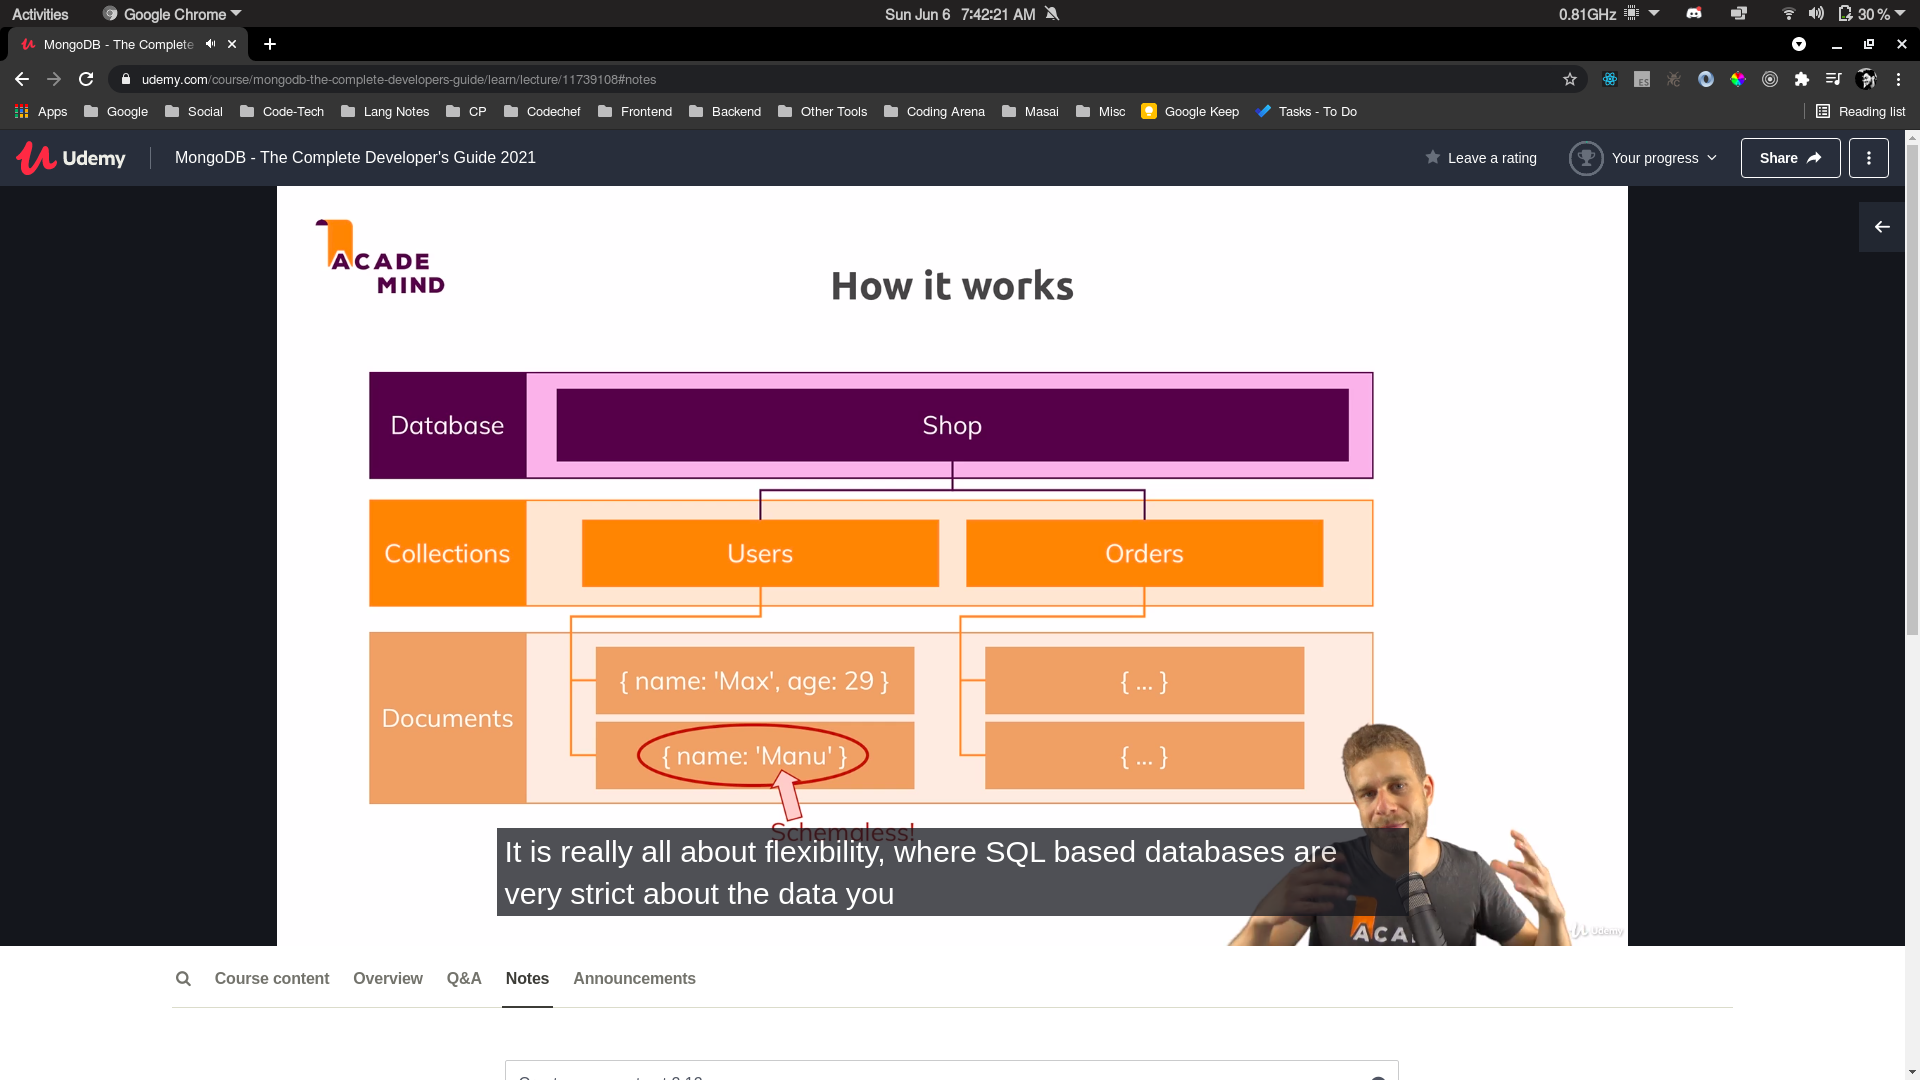 Activities
Google Chrome
Sun Jun 6 7:42:21 AM
0.81GHz
30 %
MongoDB - The Complete
udemy.com/course/mongodb-the-complete-developers-guide/learn/lecture/11739108#notes
Apps
Google
Social
Code-Tech
Lang Notes
CP
Codechef
Frontend
Backend
Other Tools
Coding Arena
Masai
Misc
Google Keep
Tasks - To Do
Reading list
Udemy
MongoDB - The Complete Developer's Guide 2021
Leave a rating
Your progress
Share
ACADE
MIND
How it works
Database
Shop
Collections
Users
Orders
Documents
{ name: 'Max', age: 29 }
{ ... }
{ name: 'Manu' }
{ ... }
Schemaless!
It is really all about flexibility, where SQL based databases are
very strict about the data you
ACA
Udemy
Course content
Overview
Q&A
Notes
Announcements